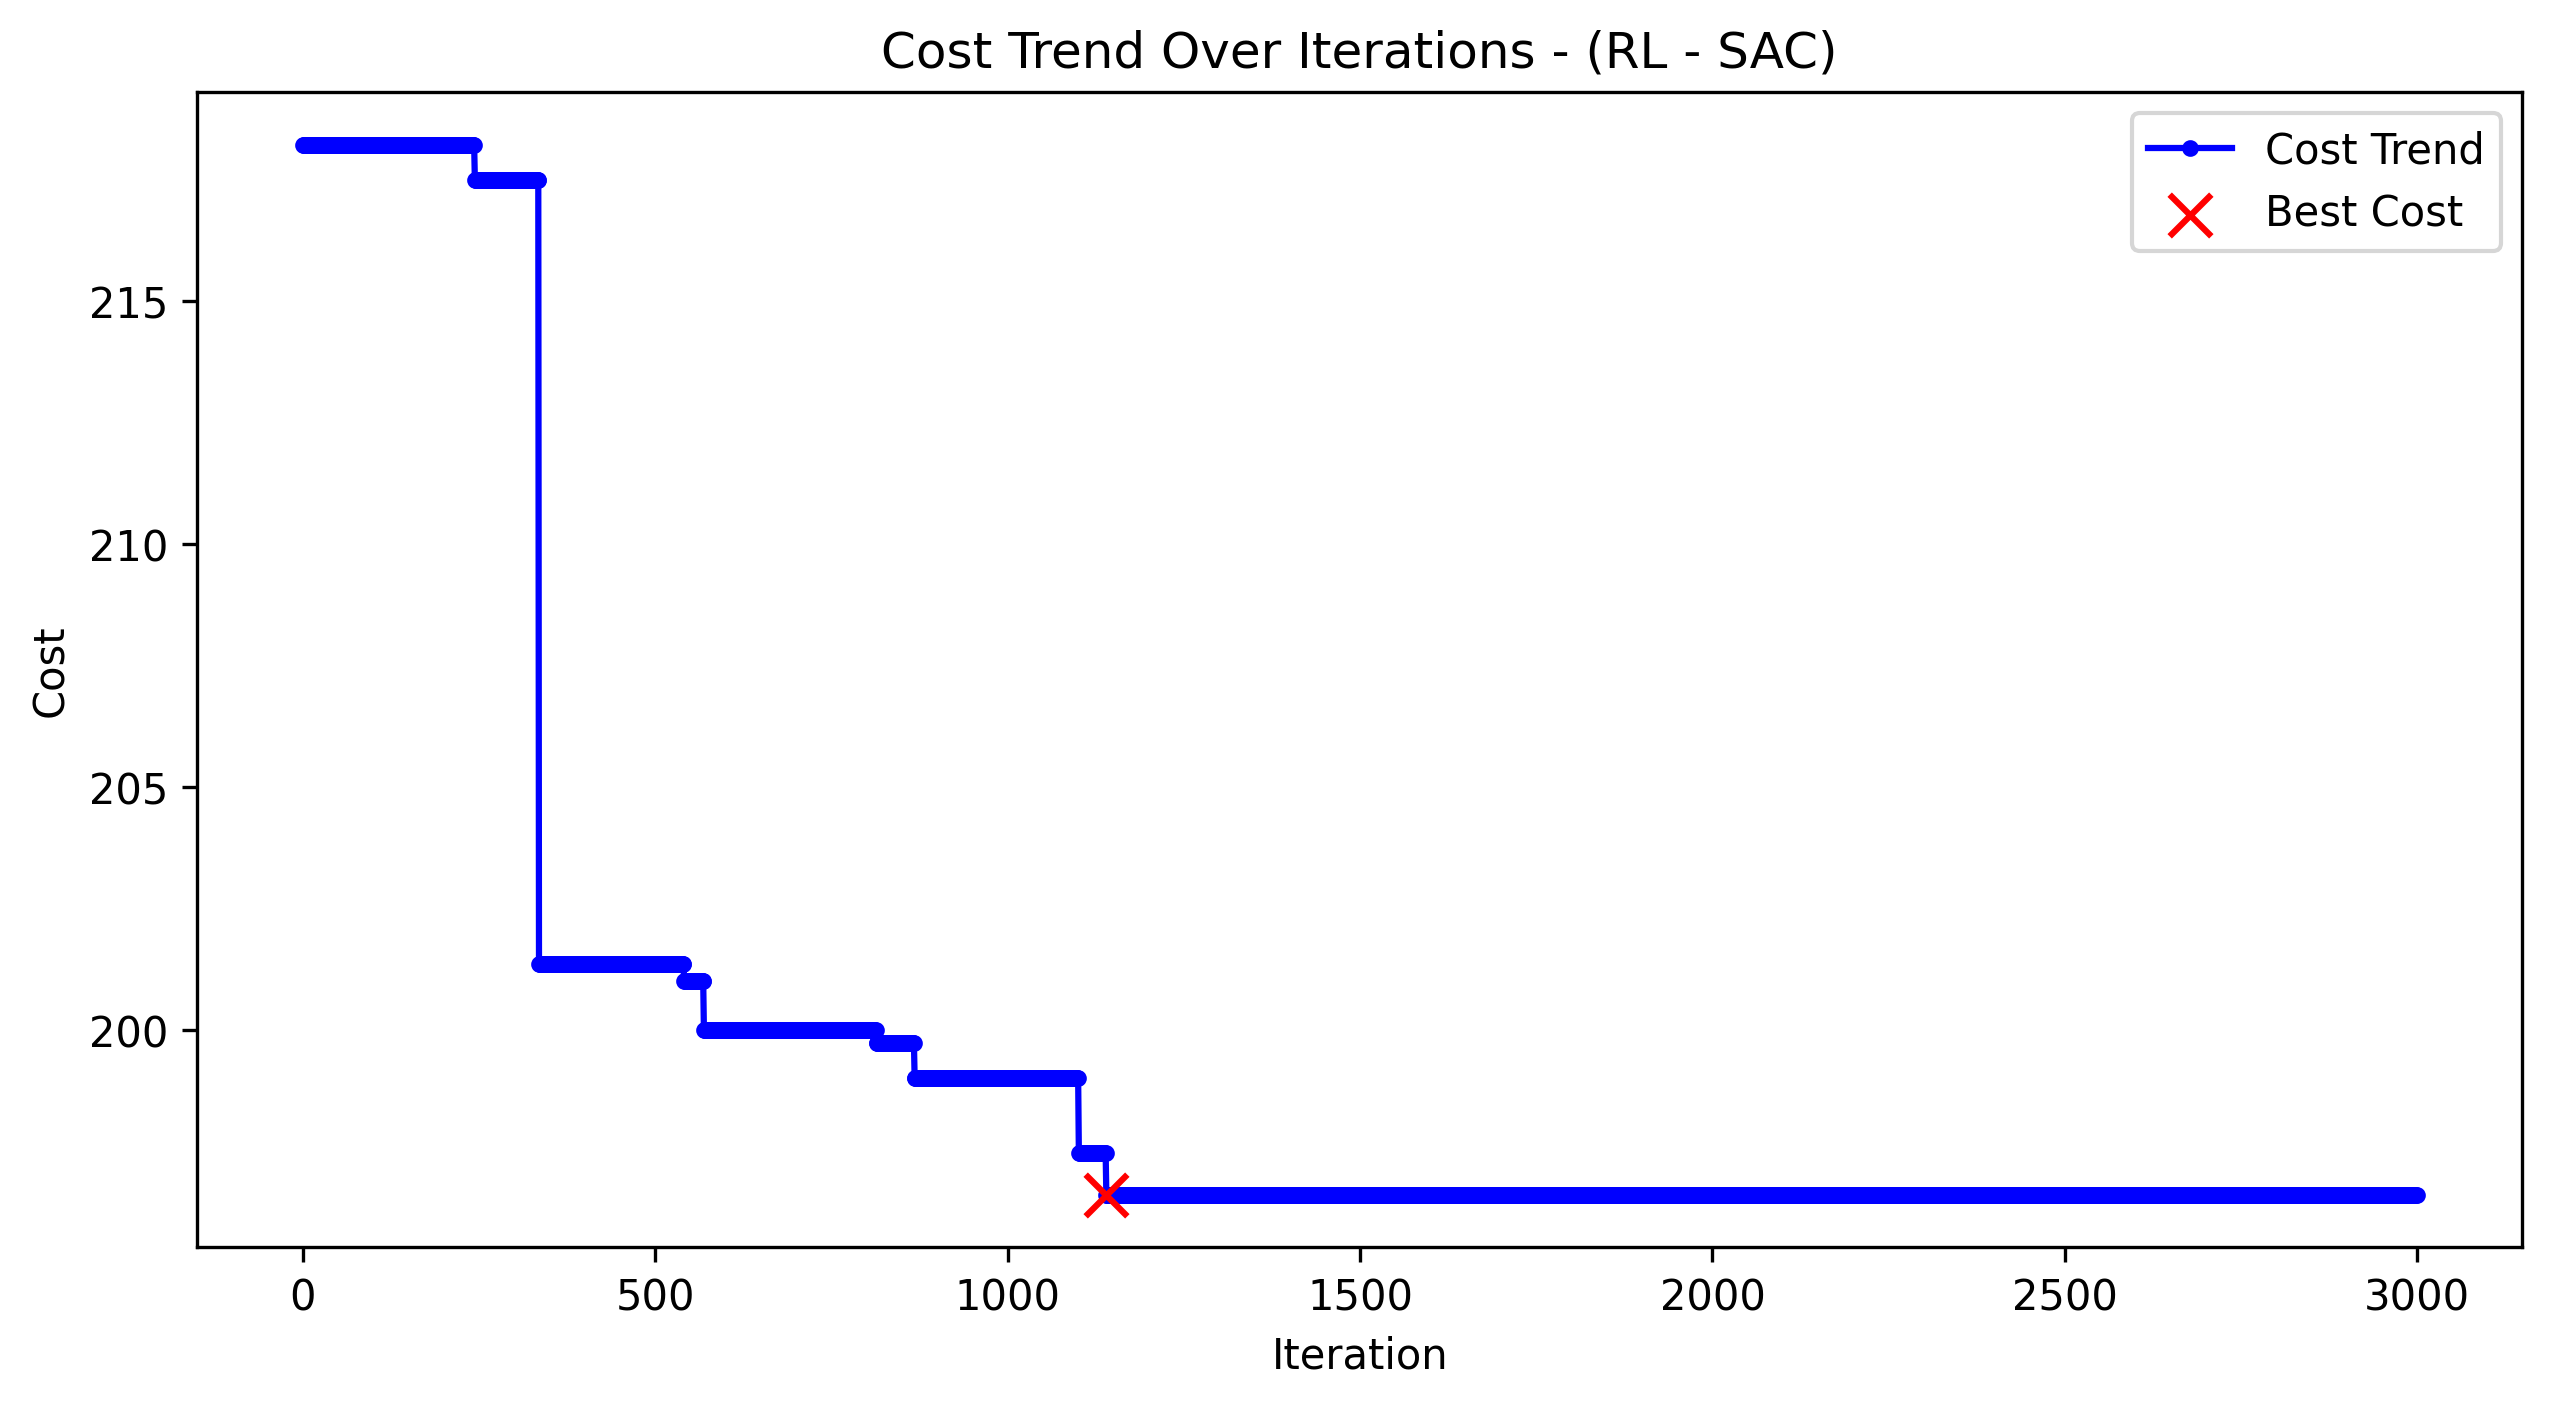 Cost Trend Over Iterations - (RL - SAC)
Cost Trend
Best Cost
215
210
205
200
Cost
0 500 1000 1500 2000 2500 3000
Iteration